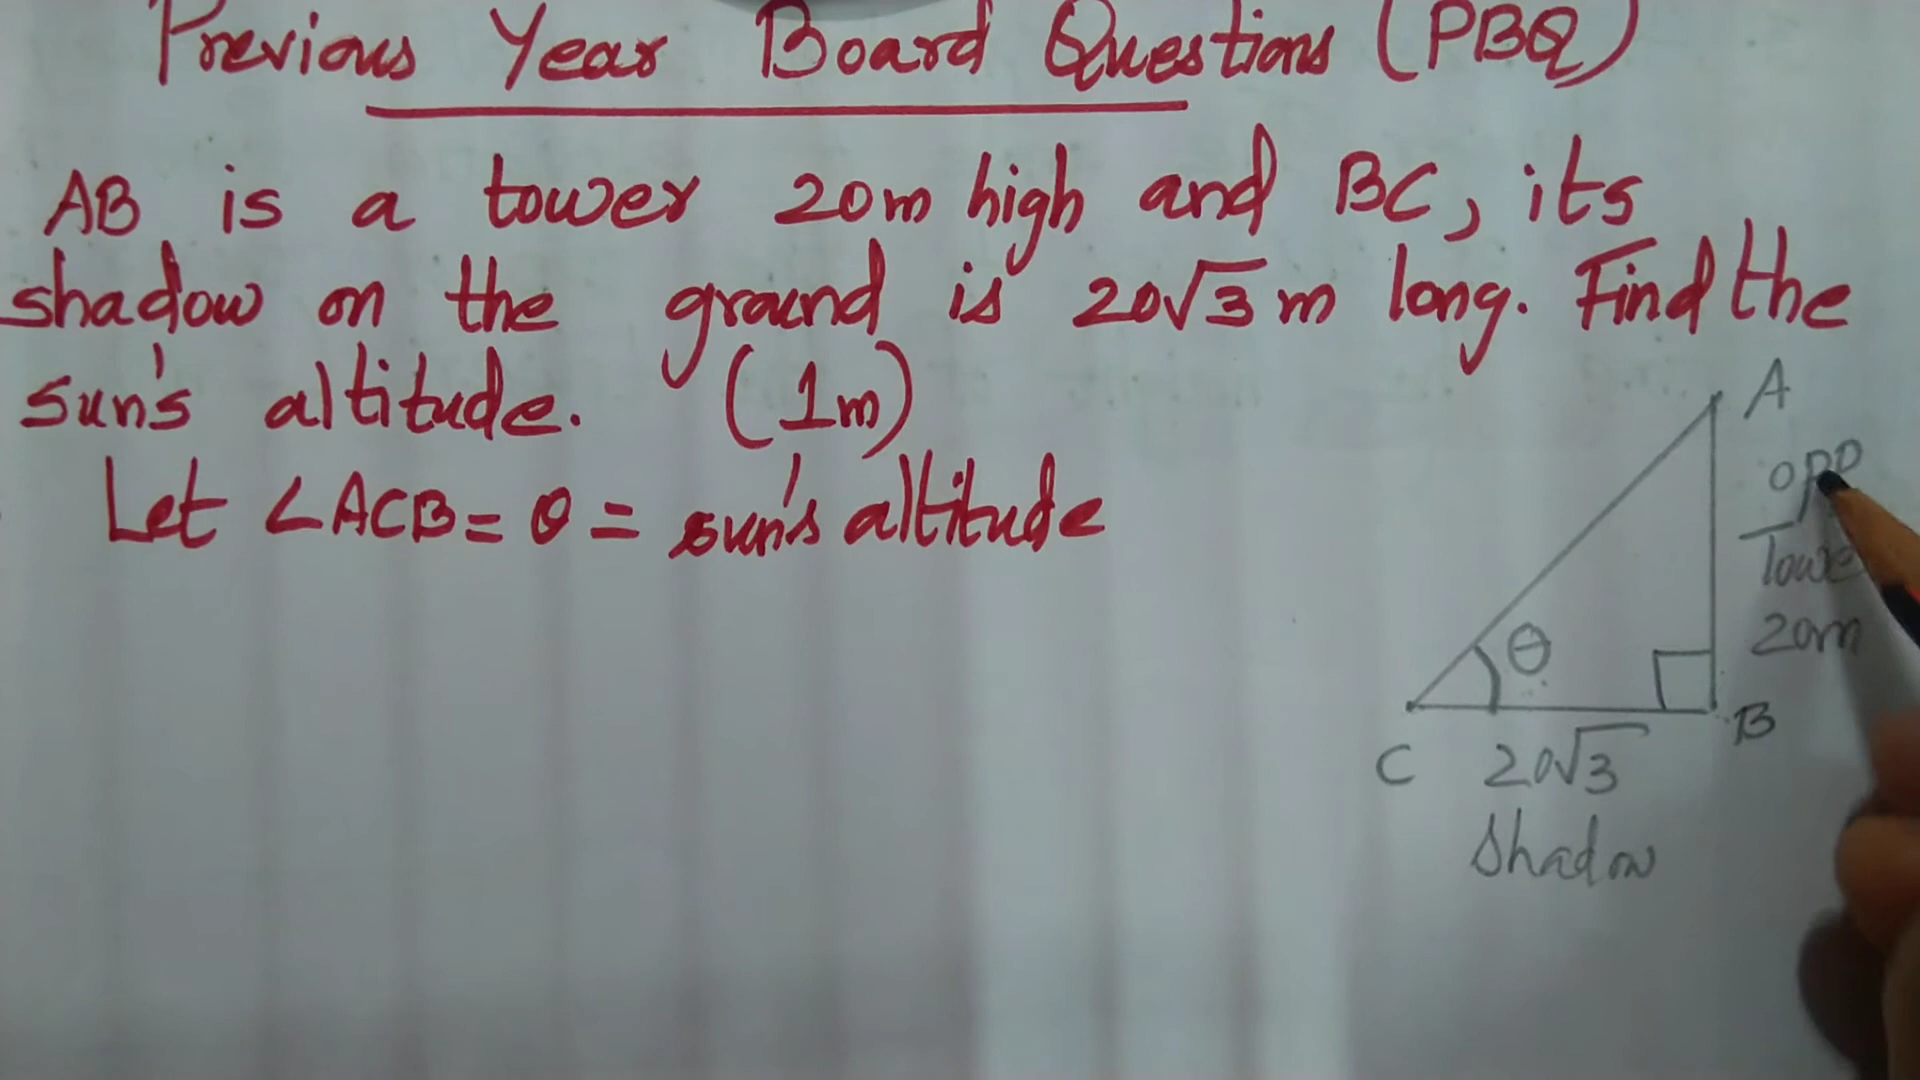 Previous Year Board Questions (PBQ)
AB is a tower 20m high and BC, its
shadow on the ground is 20√3 m long. Find the
sun's altitude. (1m)
Let ∠ACB = θ = sun's altitude
A
opp
20m
θ
B
C 20√3
Shadow